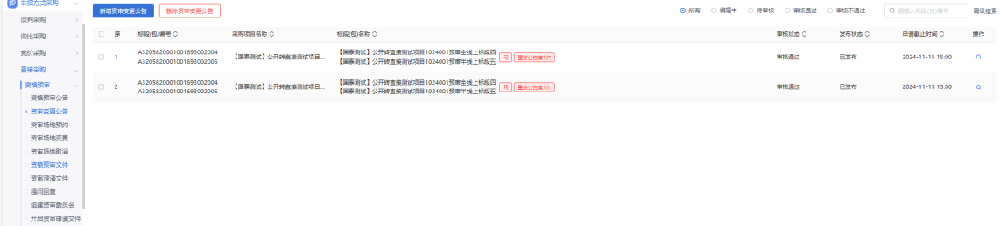 非招方式采购
谈判采购
询比采购
竞价采购
直接采购
资格预审
资格预审公告
资审变更公告
资审场地预约
资审场地变更
资审场地取消
资格预审文件
资审澄清文件
提问回复
组建资审委员会
开启资审申请文件
新增资审变更公告 删除资审变更公告
所有 编辑中 待审核 审核通过 审核不通过 请输入标段(包)编号 高级搜索
序 标段(包)编号 采购项目名称 标段(包)名称 审核状态 发布状态 申请截止时间 操作
1 A3205820001001693002004 【国泰测试】公开转直接测试项目... 【国泰测试】公开转直接测试项目1024001预审全线上标段四 网 重发公告第1次 审核通过 已发布 2024-11-15 15:00
A3205820001001693002005 【国泰测试】公开转直接测试项目1024001预审半线上标段五
2 A3205820001001693002004 【国泰测试】公开转直接测试项目... 【国泰测试】公开转直接测试项目1024001预审全线上标段四 网 重发公告第1次 审核通过 已发布 2024-11-15 15:00
A3205820001001693002005 【国泰测试】公开转直接测试项目1024001预审半线上标段五